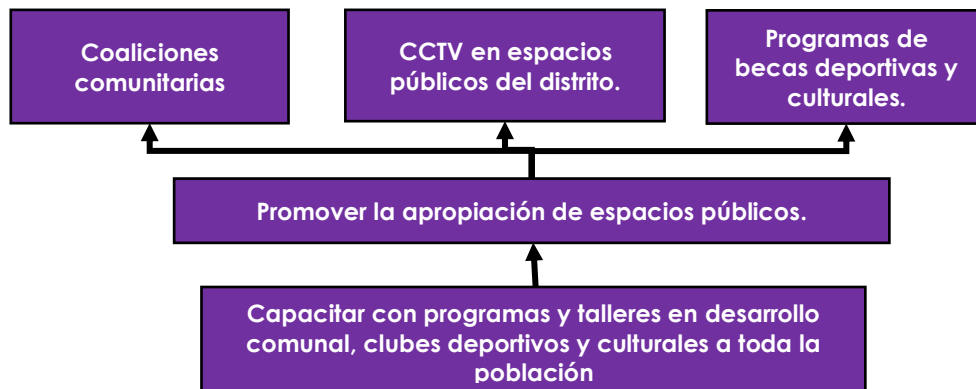 Coaliciones
comunitarias
CCTV en espacios
públicos del distrito.
Programas de
becas deportivas y
culturales.
Promover la apropiación de espacios públicos.
Capacitar con programas y talleres en desarrollo
comunal, clubes deportivos y culturales a toda la
población